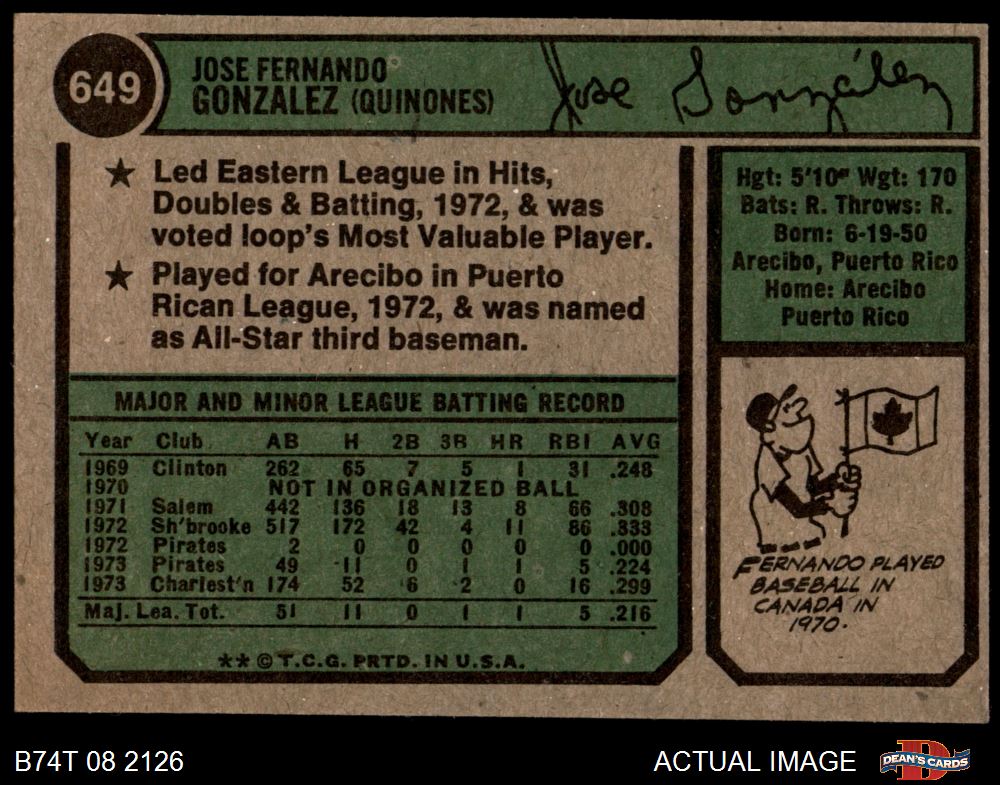 649
JOSE FERNANDO
GONZALEZ (QUINONES)
Jose González
★ Led Eastern League in Hits,
Doubles & Batting, 1972, & was
voted loop's Most Valuable Player.
★ Played for Arecibo in Puerto
Rican League, 1972, & was named
as All-Star third baseman.
Hgt: 5'10" Wgt: 170
Bats: R. Throws: R.
Born: 6-19-50
Arecibo, Puerto Rico
Home: Arecibo
Puerto Rico
MAJOR AND MINOR LEAGUE BATTING RECORD
Year Club AB H 2B 3B HR RBI AVG
1969 Clinton 262 65 7 5 1 31 .248
1970 NOT IN ORGANIZED BALL
1971 Salem 442 136 18 13 8 66 .308
1972 Sh'brooke 517 172 42 4 11 86 .333
1972 Pirates 2 0 0 0 0 0 .000
1973 Pirates 49 11 0 1 1 5 .224
1973 Charlest'n 174 52 6 2 0 16 .299
Maj. Lea. Tot. 51 11 0 1 1 5 .216
** © T.C.G. PRTD. IN U.S.A.
FERNANDO PLAYED
BASEBALL IN
CANADA IN
1970.
B74T 08 2126
ACTUAL IMAGE
D
DEAN'S CARDS